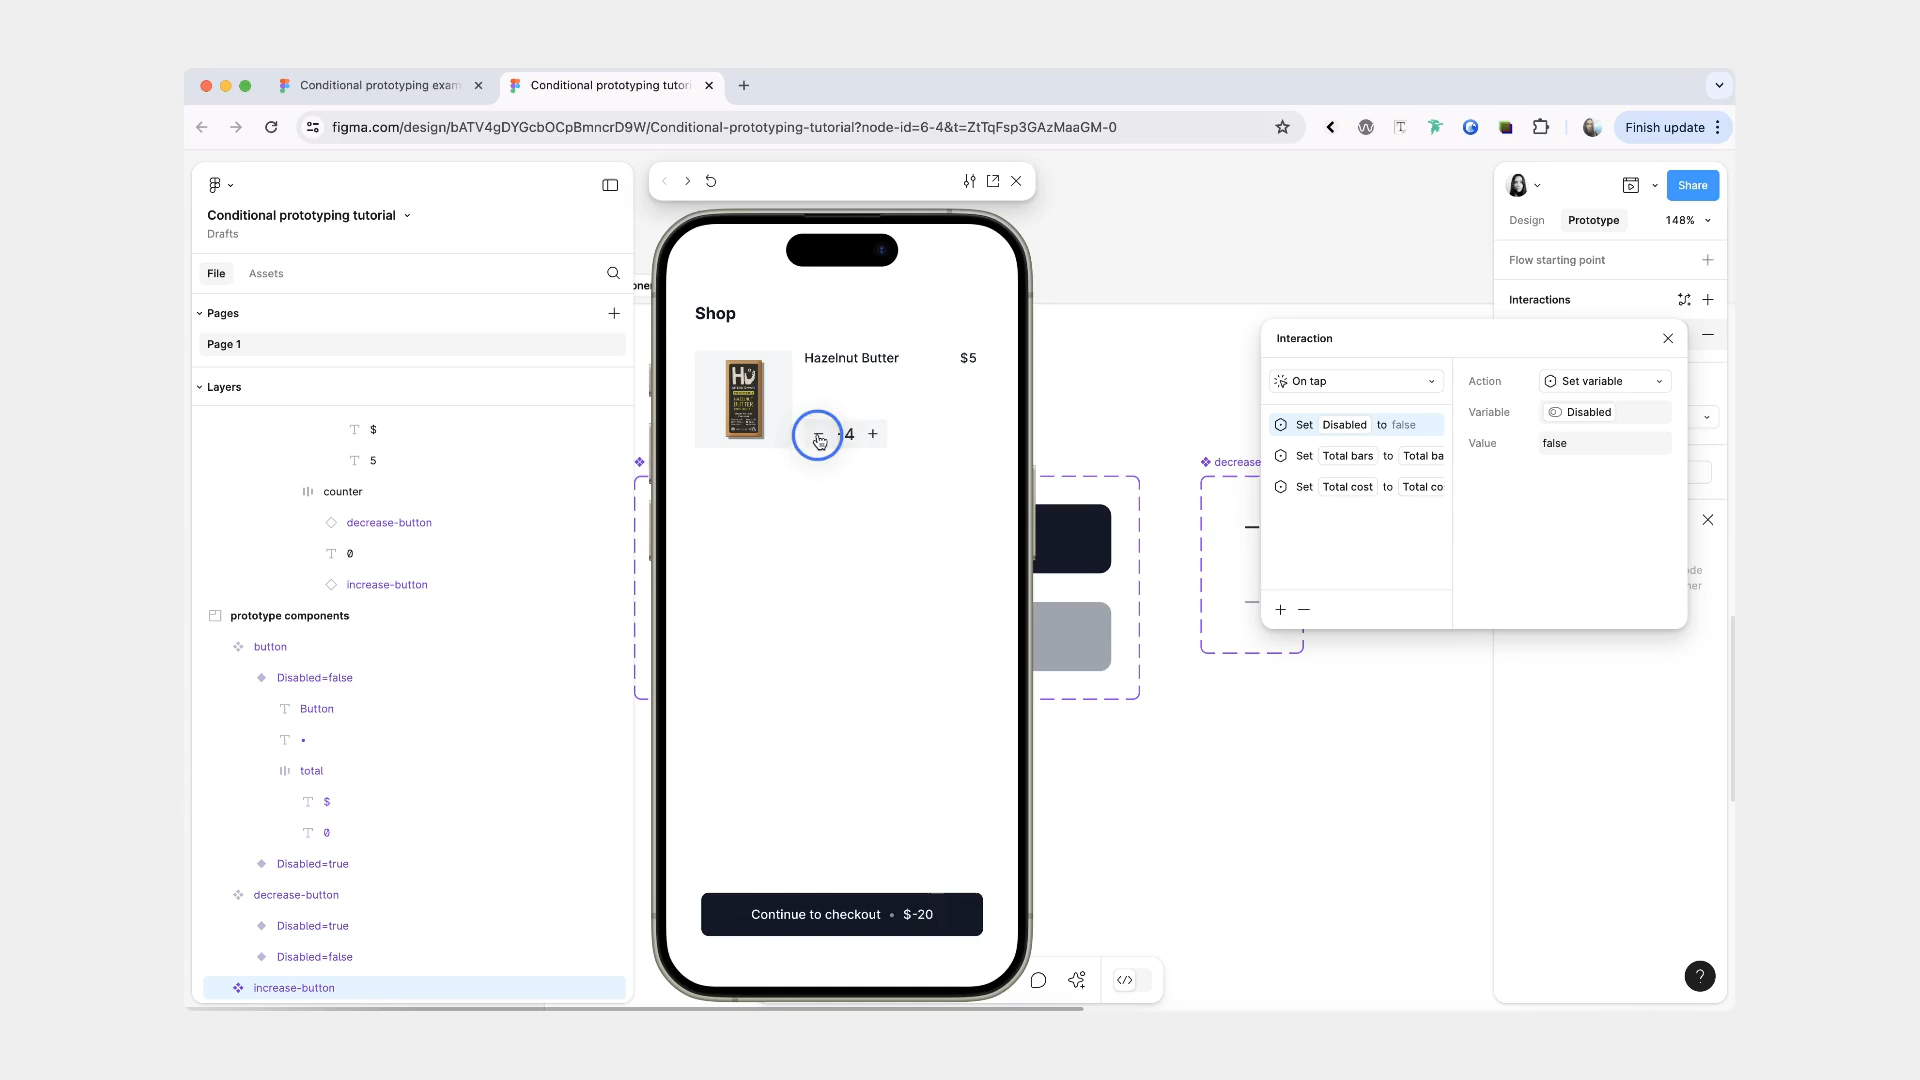 Conditional prototyping exam
Conditional prototyping tutori
figma.com/design/bATV4gDYGcbOCpBmncrD9W/Conditional-prototyping-tutorial?node-id=6-4&t=ZtTqFsp3GAzMaaGM-0
Finish update
Conditional prototyping tutorial
Drafts
File
Assets
Pages
Page 1
Layers
$
5
counter
decrease-button
0
increase-button
prototype components
button
Disabled=false
Button
•
total
$
0
Disabled=true
decrease-button
Disabled=true
Disabled=false
increase-button
Shop
Hazelnut Butter
$5
HU
HAZELNUT
BUTTER
-4
+
Continue to checkout • $-20
decrease
Share
Design
Prototype
148%
Flow starting point
Interactions
Interaction
On tap
Set Disabled to false
Set Total bars to Total ba
Set Total cost to Total co
Action
Set variable
Variable
Disabled
Value
false
?